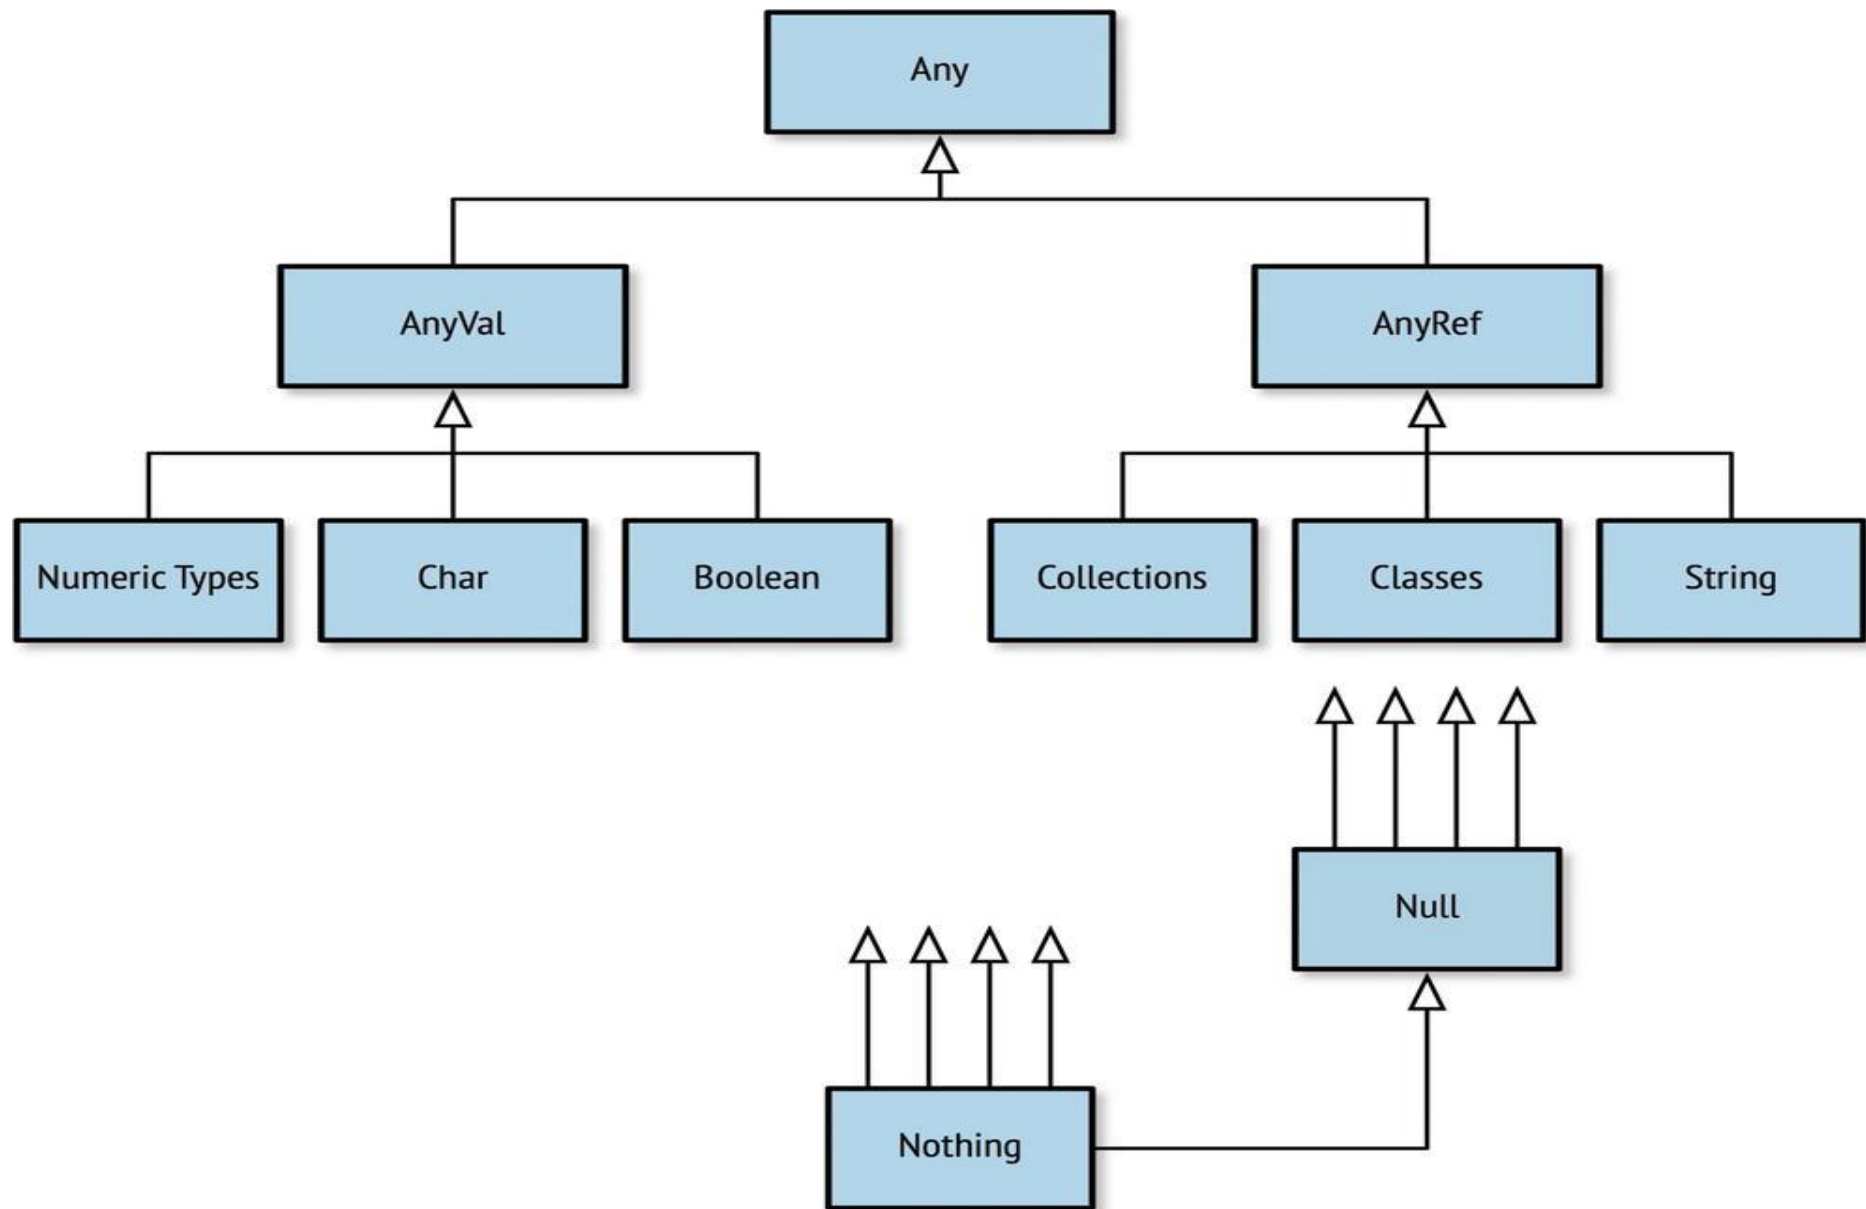 Any
AnyVal
AnyRef
Numeric Types
Char
Boolean
Collections
Classes
String
Null
Nothing